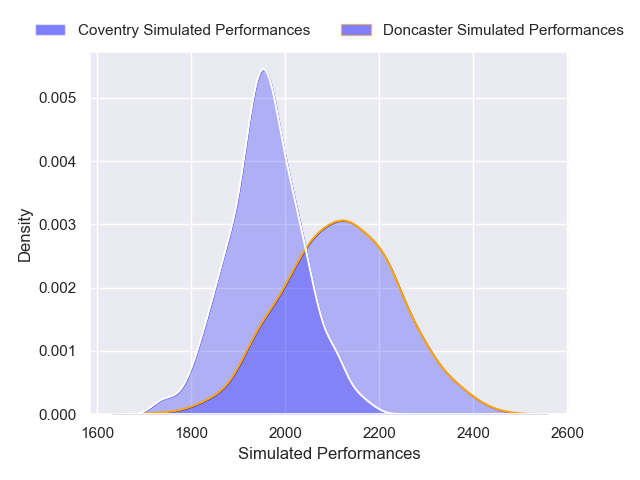 Coventry Simulated Performances
Doncaster Simulated Performances
0.005
0.004
0.003
0.002
0.001
0.000
Density
1600 1800 2000 2200 2400 2600
Simulated Performances